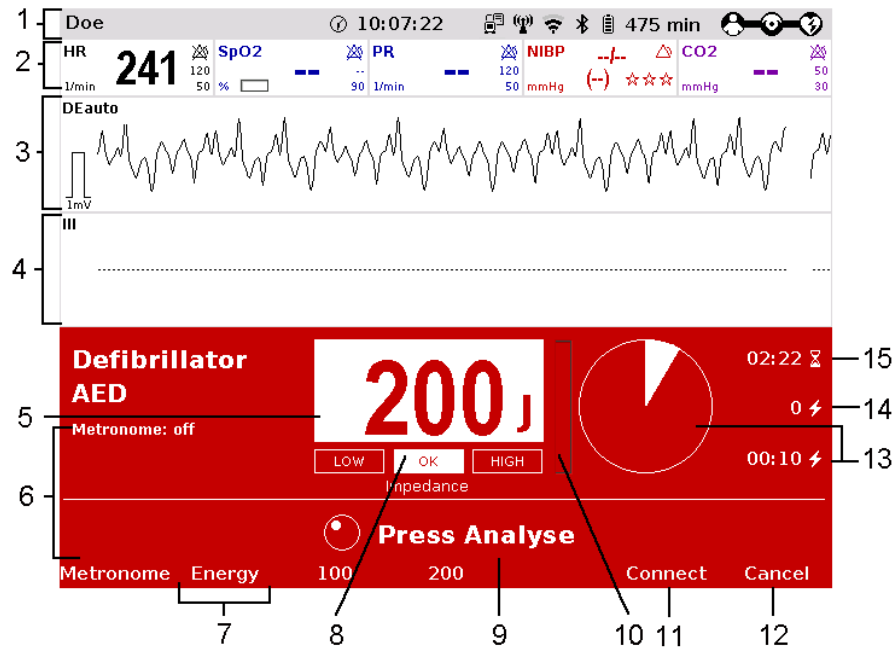 1 Doe 10:07:22 475 min
2 HR 241 120 50 1/min SpO2 -- -- 90 % PR -- 120 50 1/min NIBP --/-- (--) mmHg CO2 -- 50 30 mmHg
DEauto
3
1mV
III
4
Defibrillator
AED
200 J
02:22 15
5 0 14
Metronome: off
00:10 13
LOW OK HIGH
Impedance
6
Press Analyse
Metronome Energy 100 200 Connect Cancel
7 8 9 10 11 12